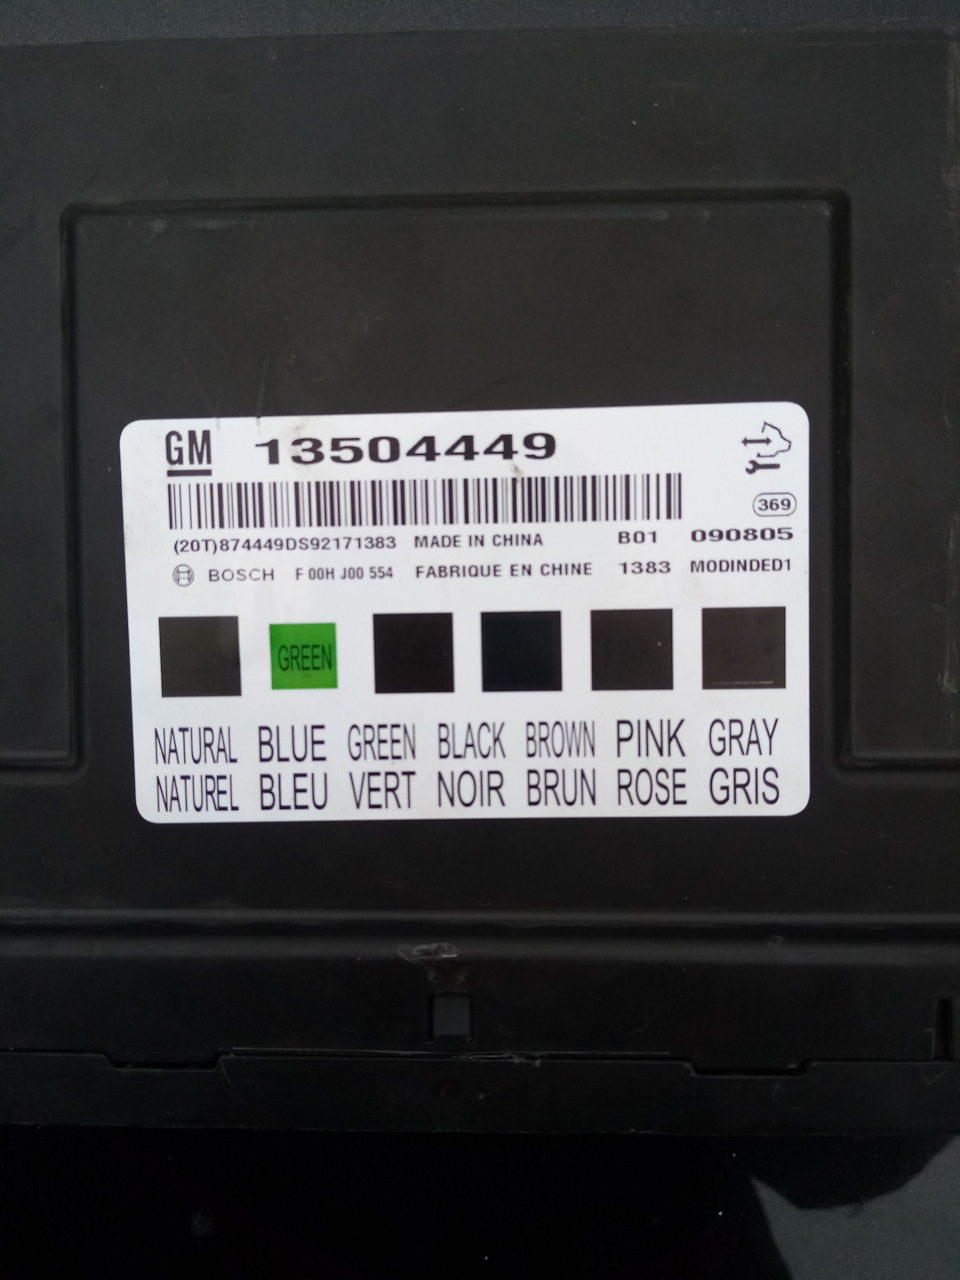 GM 13504449
369
(20T)874449DS92171383 MADE IN CHINA B01 090805
BOSCH F 00H J00 554 FABRIQUE EN CHINE 1383 MODINDED1
GREEN PINK
NATURAL BLUE GREEN BLACK BROWN PINK GRAY
NATUREL BLEU VERT NOIR BRUN ROSE GRIS